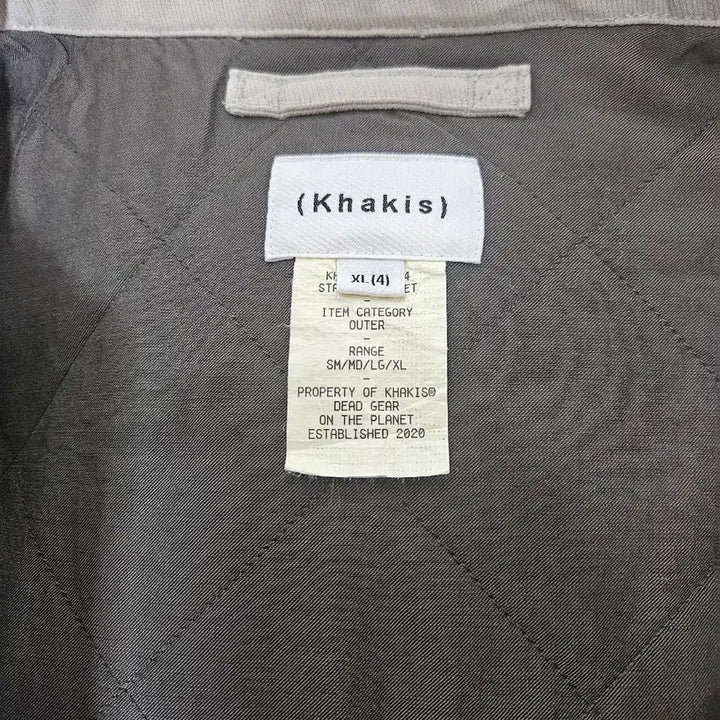 (Khakis)
XL (4)
ITEM CATEGORY
OUTER
-
RANGE
SM/MD/LG/XL
-
PROPERTY OF KHAKIS®
DEAD GEAR
ON THE PLANET
ESTABLISHED 2020